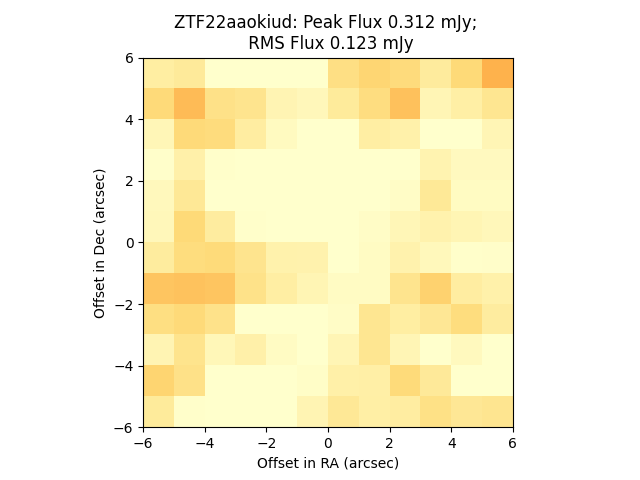 ZTF22aaokiud: Peak Flux 0.312 mJy;
RMS Flux 0.123 mJy
6
4
2
0
−2
−4
−6
Offset in Dec (arcsec)
−6 −4 −2 0 2 4 6
Offset in RA (arcsec)